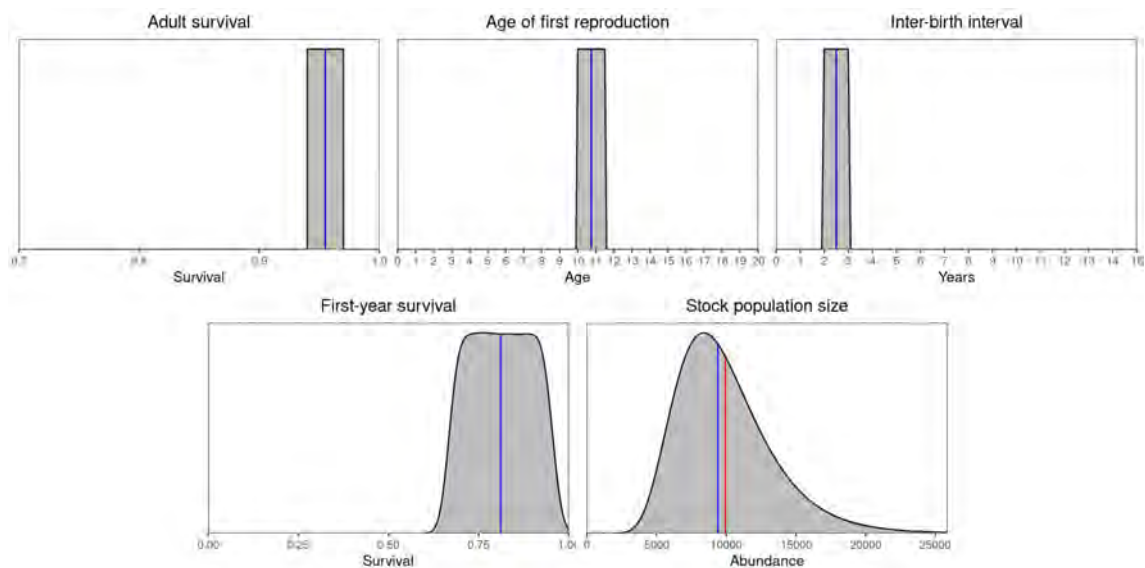 Adult survival
Age of first reproduction
Inter-birth interval
0.7 0.8 0.9 1.0
0 1 2 3 4 5 6 7 8 9 10 11 12 13 14 15 16 17 18 19 20
0 1 2 3 4 5 6 7 8 9 10 11 12 13 14 15
Survival
Age
Years
First-year survival
Stock population size
0.00 0.25 0.50 0.75 1.0
0 5000 10000 15000 20000 25000
Survival
Abundance